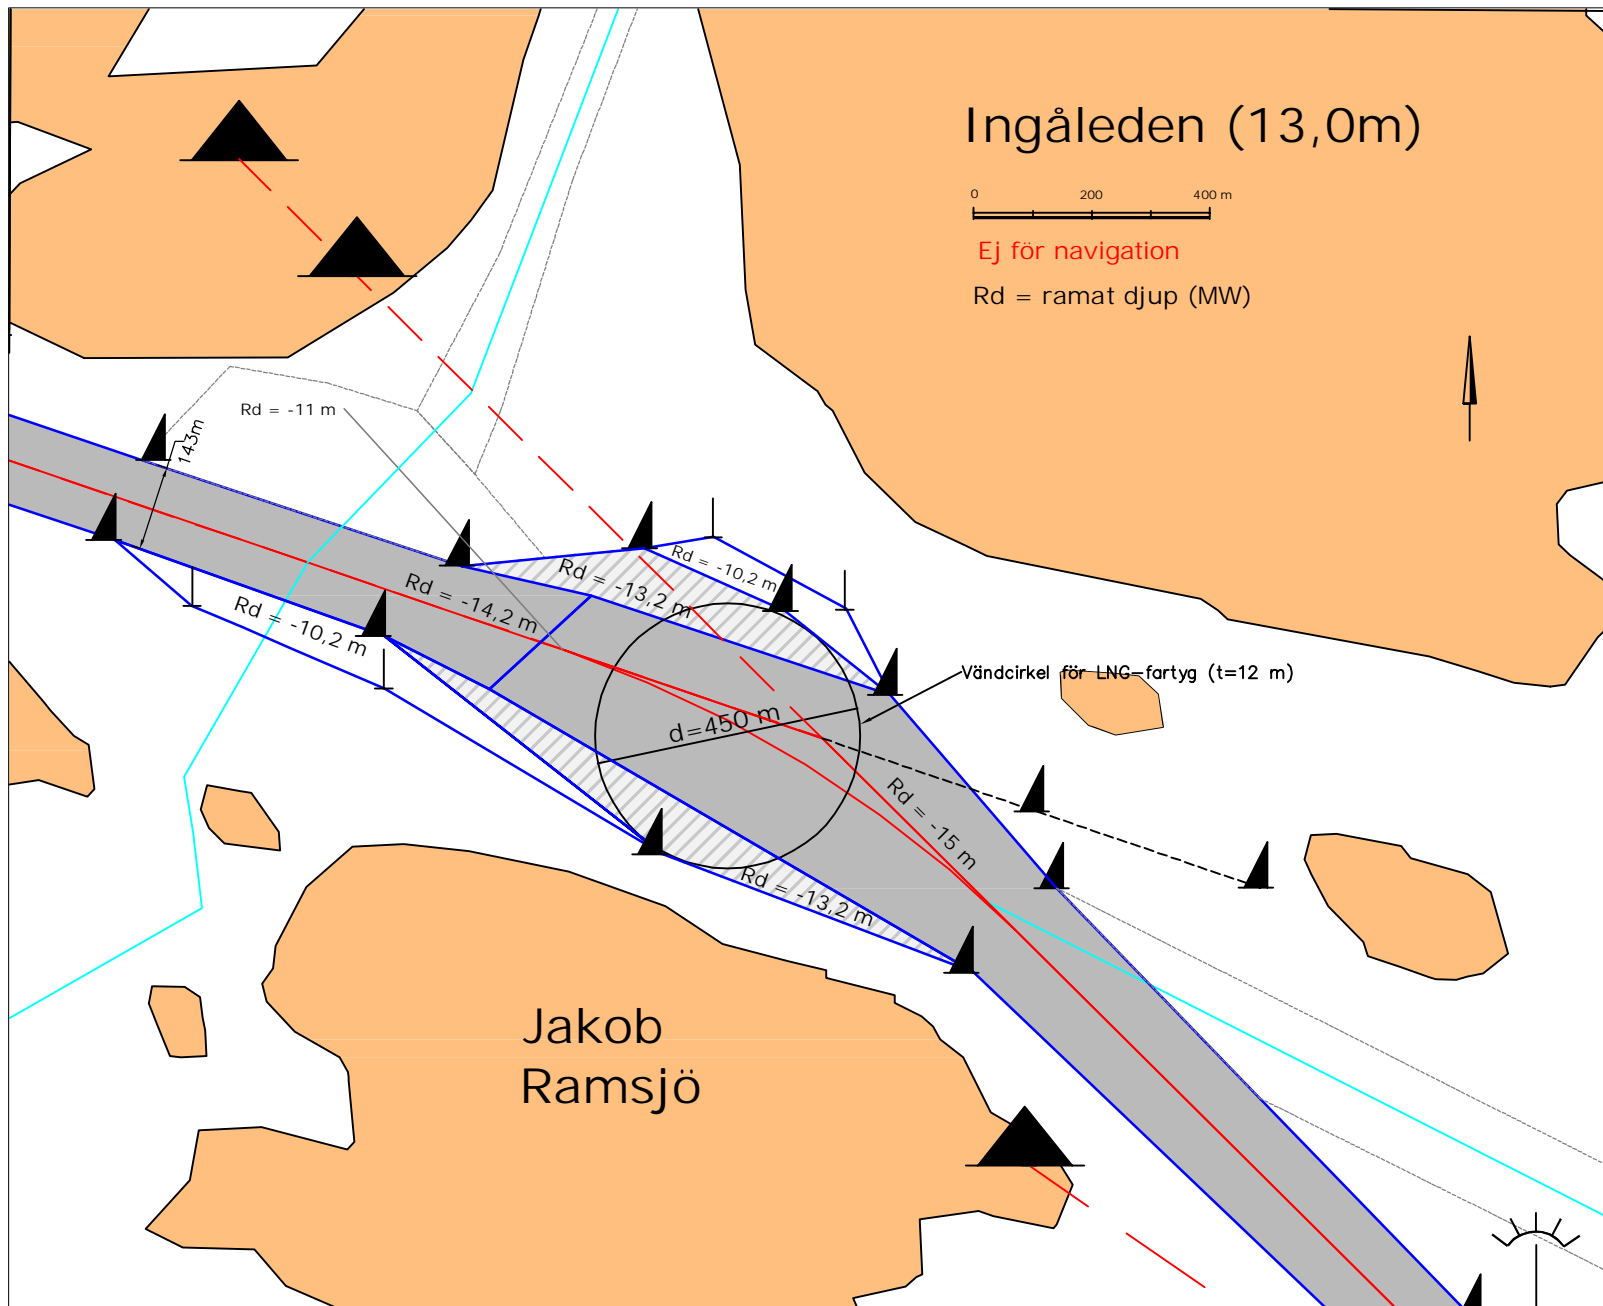 Ingåleden (13,0m)
0 200 400 m
Ej för navigation
Rd = ramat djup (MW)
Rd = -11 m
143m
Rd = -10,2 m
Rd = -13,2 m
Rd = -14,2 m
Rd = -10,2 m
Vändcirkel för LNG-fartyg (t=12 m)
d=450 m
Rd = -15 m
Rd = -13,2 m
Jakob
Ramsjö